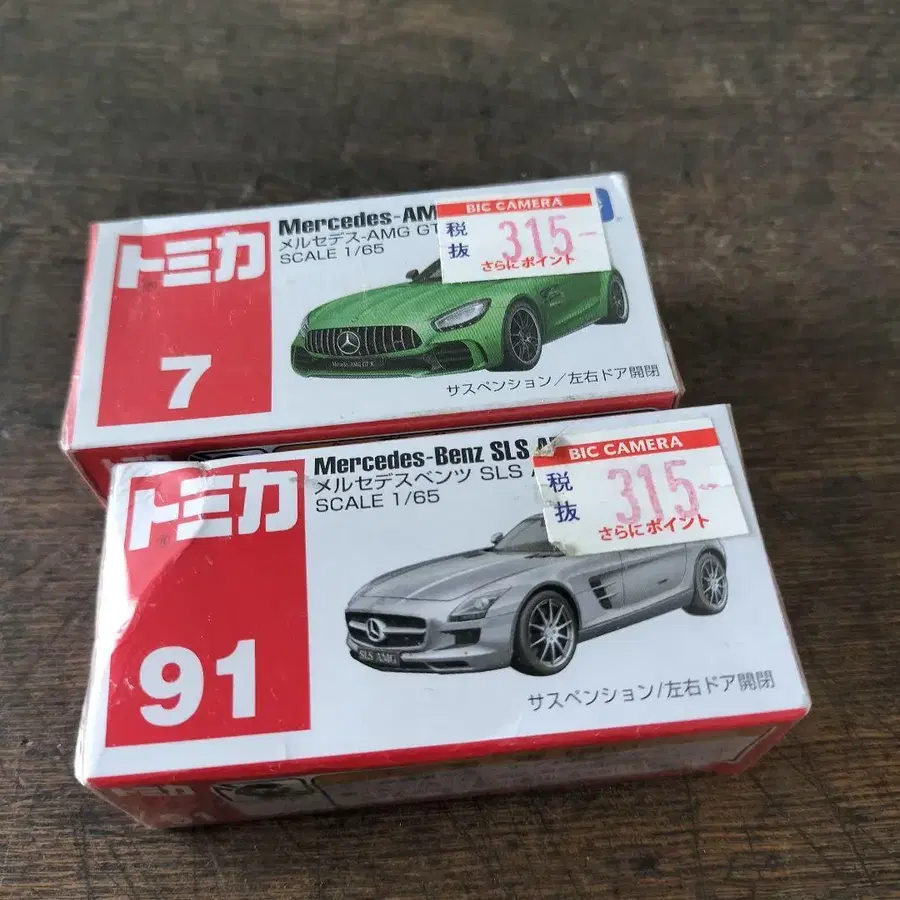 トミカ
7
Mercedes-AM
メルセデス-AMG GT
SCALE 1/65
BIC CAMERA
税抜 315-
さらにポイント
サスペンション/左右ドア開閉
トミカ
91
Mercedes-Benz SLS
メルセデスベンツ SLS
SCALE 1/65
BIC CAMERA
税抜 315-
さらにポイント
SLS AMG
サスペンション/左右ドア開閉
トミカ